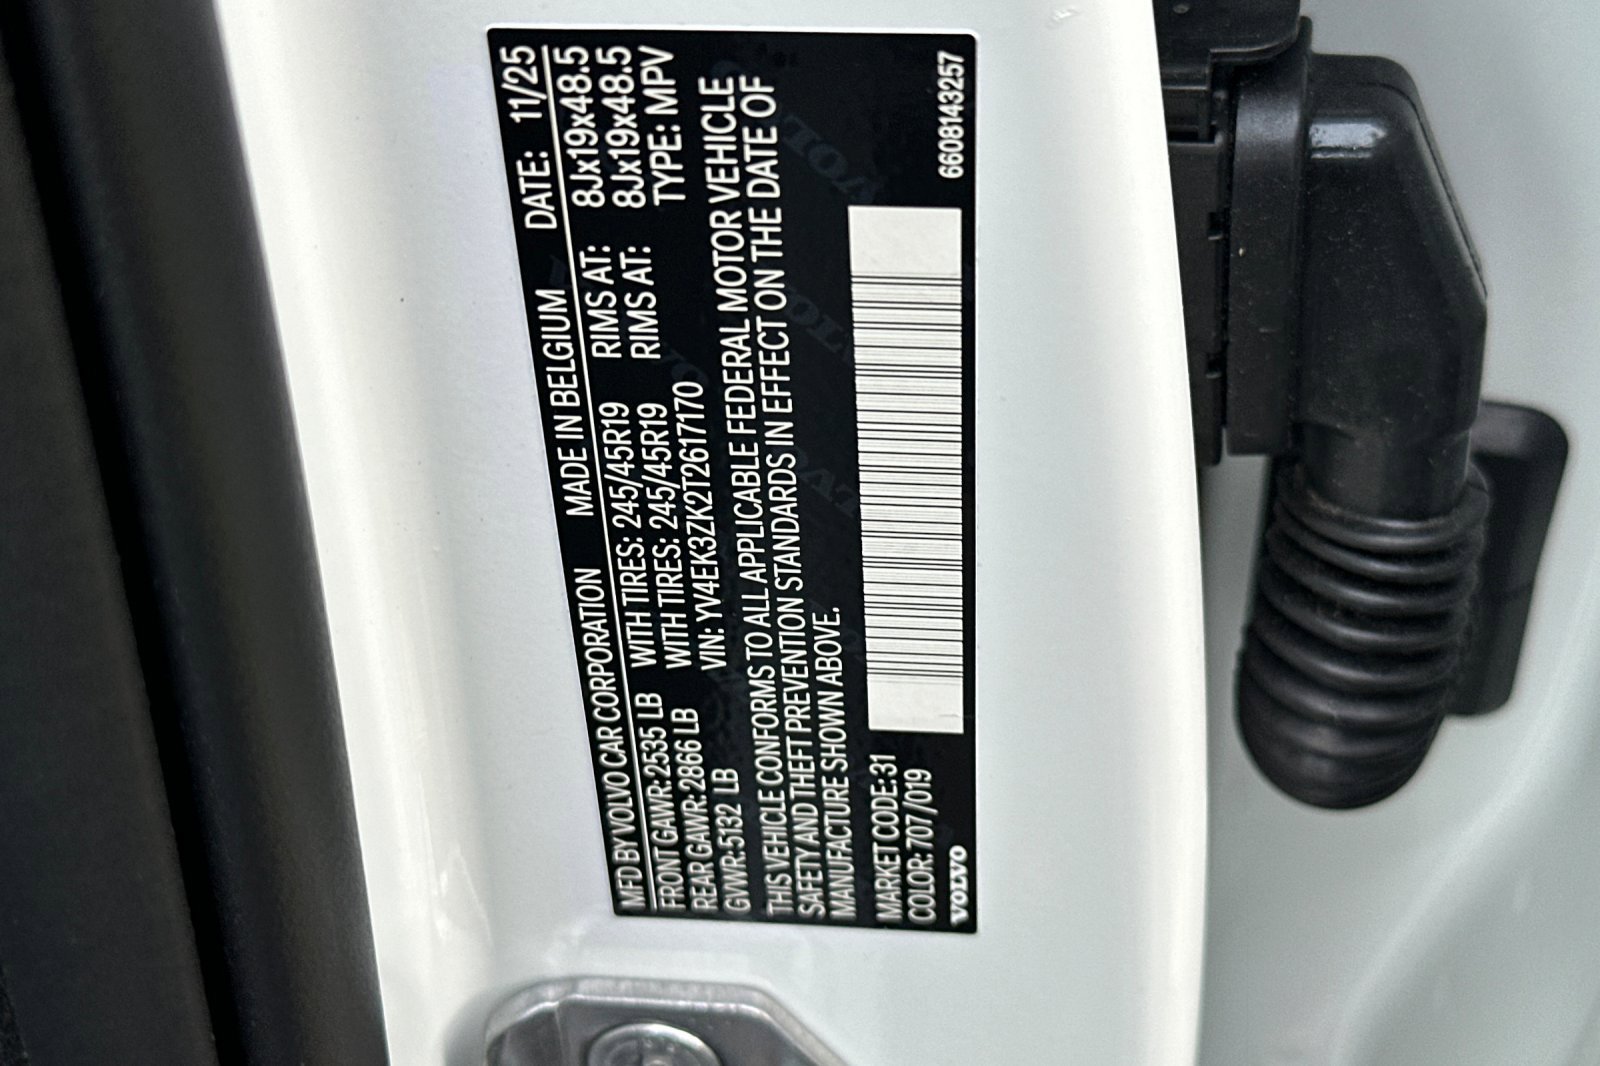 MFD BY VOLVO CAR CORPORATION MADE IN BELGIUM DATE: 11/25
FRONT GAWR: 2535 LB WITH TIRES: 245/45R19 RIMS AT: 8Jx19x48.5
REAR GAWR: 2866 LB WITH TIRES: 245/45R19 RIMS AT: 8Jx19x48.5
GVWR: 5132 LB VIN: YV4EK3ZK2T2617170 TYPE: MPV
THIS VEHICLE CONFORMS TO ALL APPLICABLE FEDERAL MOTOR VEHICLE
SAFETY AND THEFT PREVENTION STANDARDS IN EFFECT ON THE DATE OF
MANUFACTURE SHOWN ABOVE.
MARKET CODE: 31
COLOR: 707/019
VOLVO 6608143257